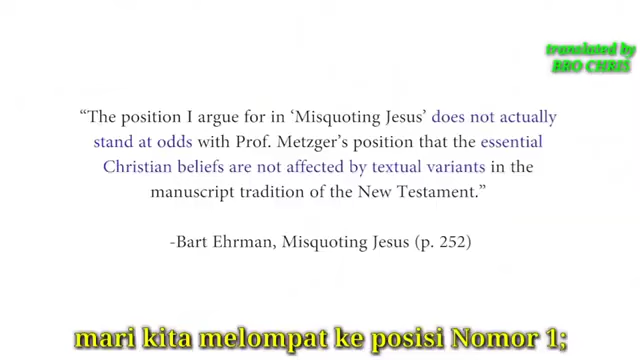 translated by
BRO CHRIS
“The position I argue for in ‘Misquoting Jesus’ does not actually
stand at odds with Prof. Metzger’s position that the essential
Christian beliefs are not affected by textual variants in the
manuscript tradition of the New Testament.”
-Bart Ehrman, Misquoting Jesus (p. 252)
mari kita melompat ke posisi Nomor 1;